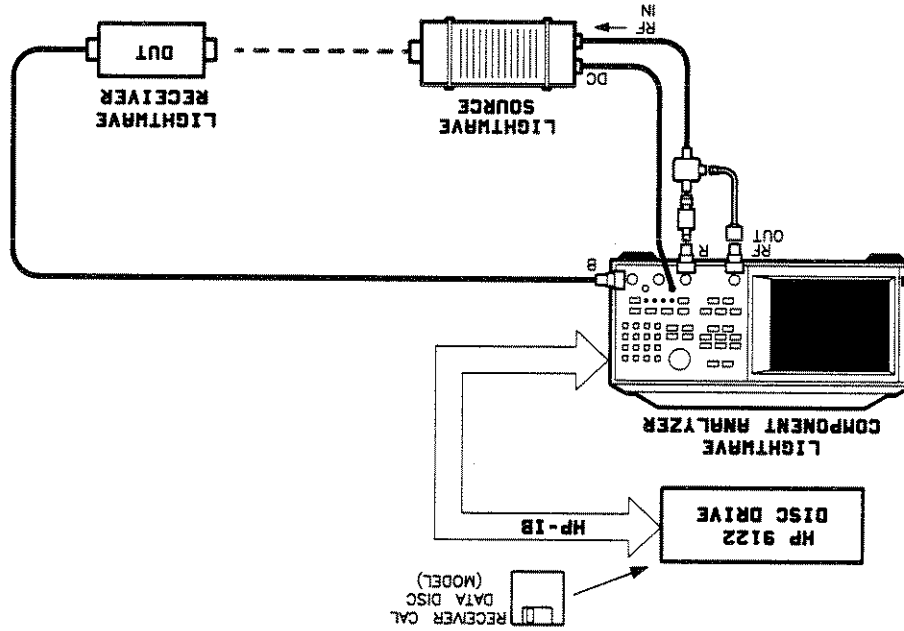 RECEIVER CAL
DATA DISC
(MODEL)
HP 9122
DISC DRIVE
HP-IB
LIGHTWAVE
COMPONENT ANALYZER
RF
OUT
R
B
LIGHTWAVE
SOURCE
DC
RF
IN
LIGHTWAVE
RECEIVER
DUT